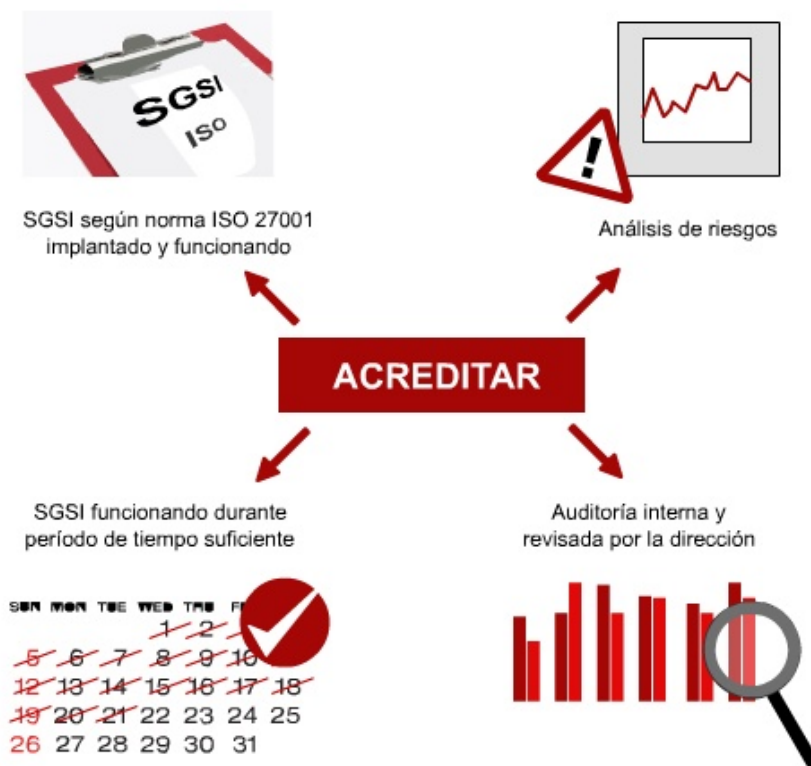 SGSI
ISO
SGSI según norma ISO 27001
implantado y funcionando
Análisis de riesgos
ACREDITAR
SGSI funcionando durante
período de tiempo suficiente
Auditoría interna y
revisada por la dirección
SUN MON TUE WED THU
1 2
5 6 7 8 9 10
12 13 14 15 16 17 18
19 20 21 22 23 24 25
26 27 28 29 30 31